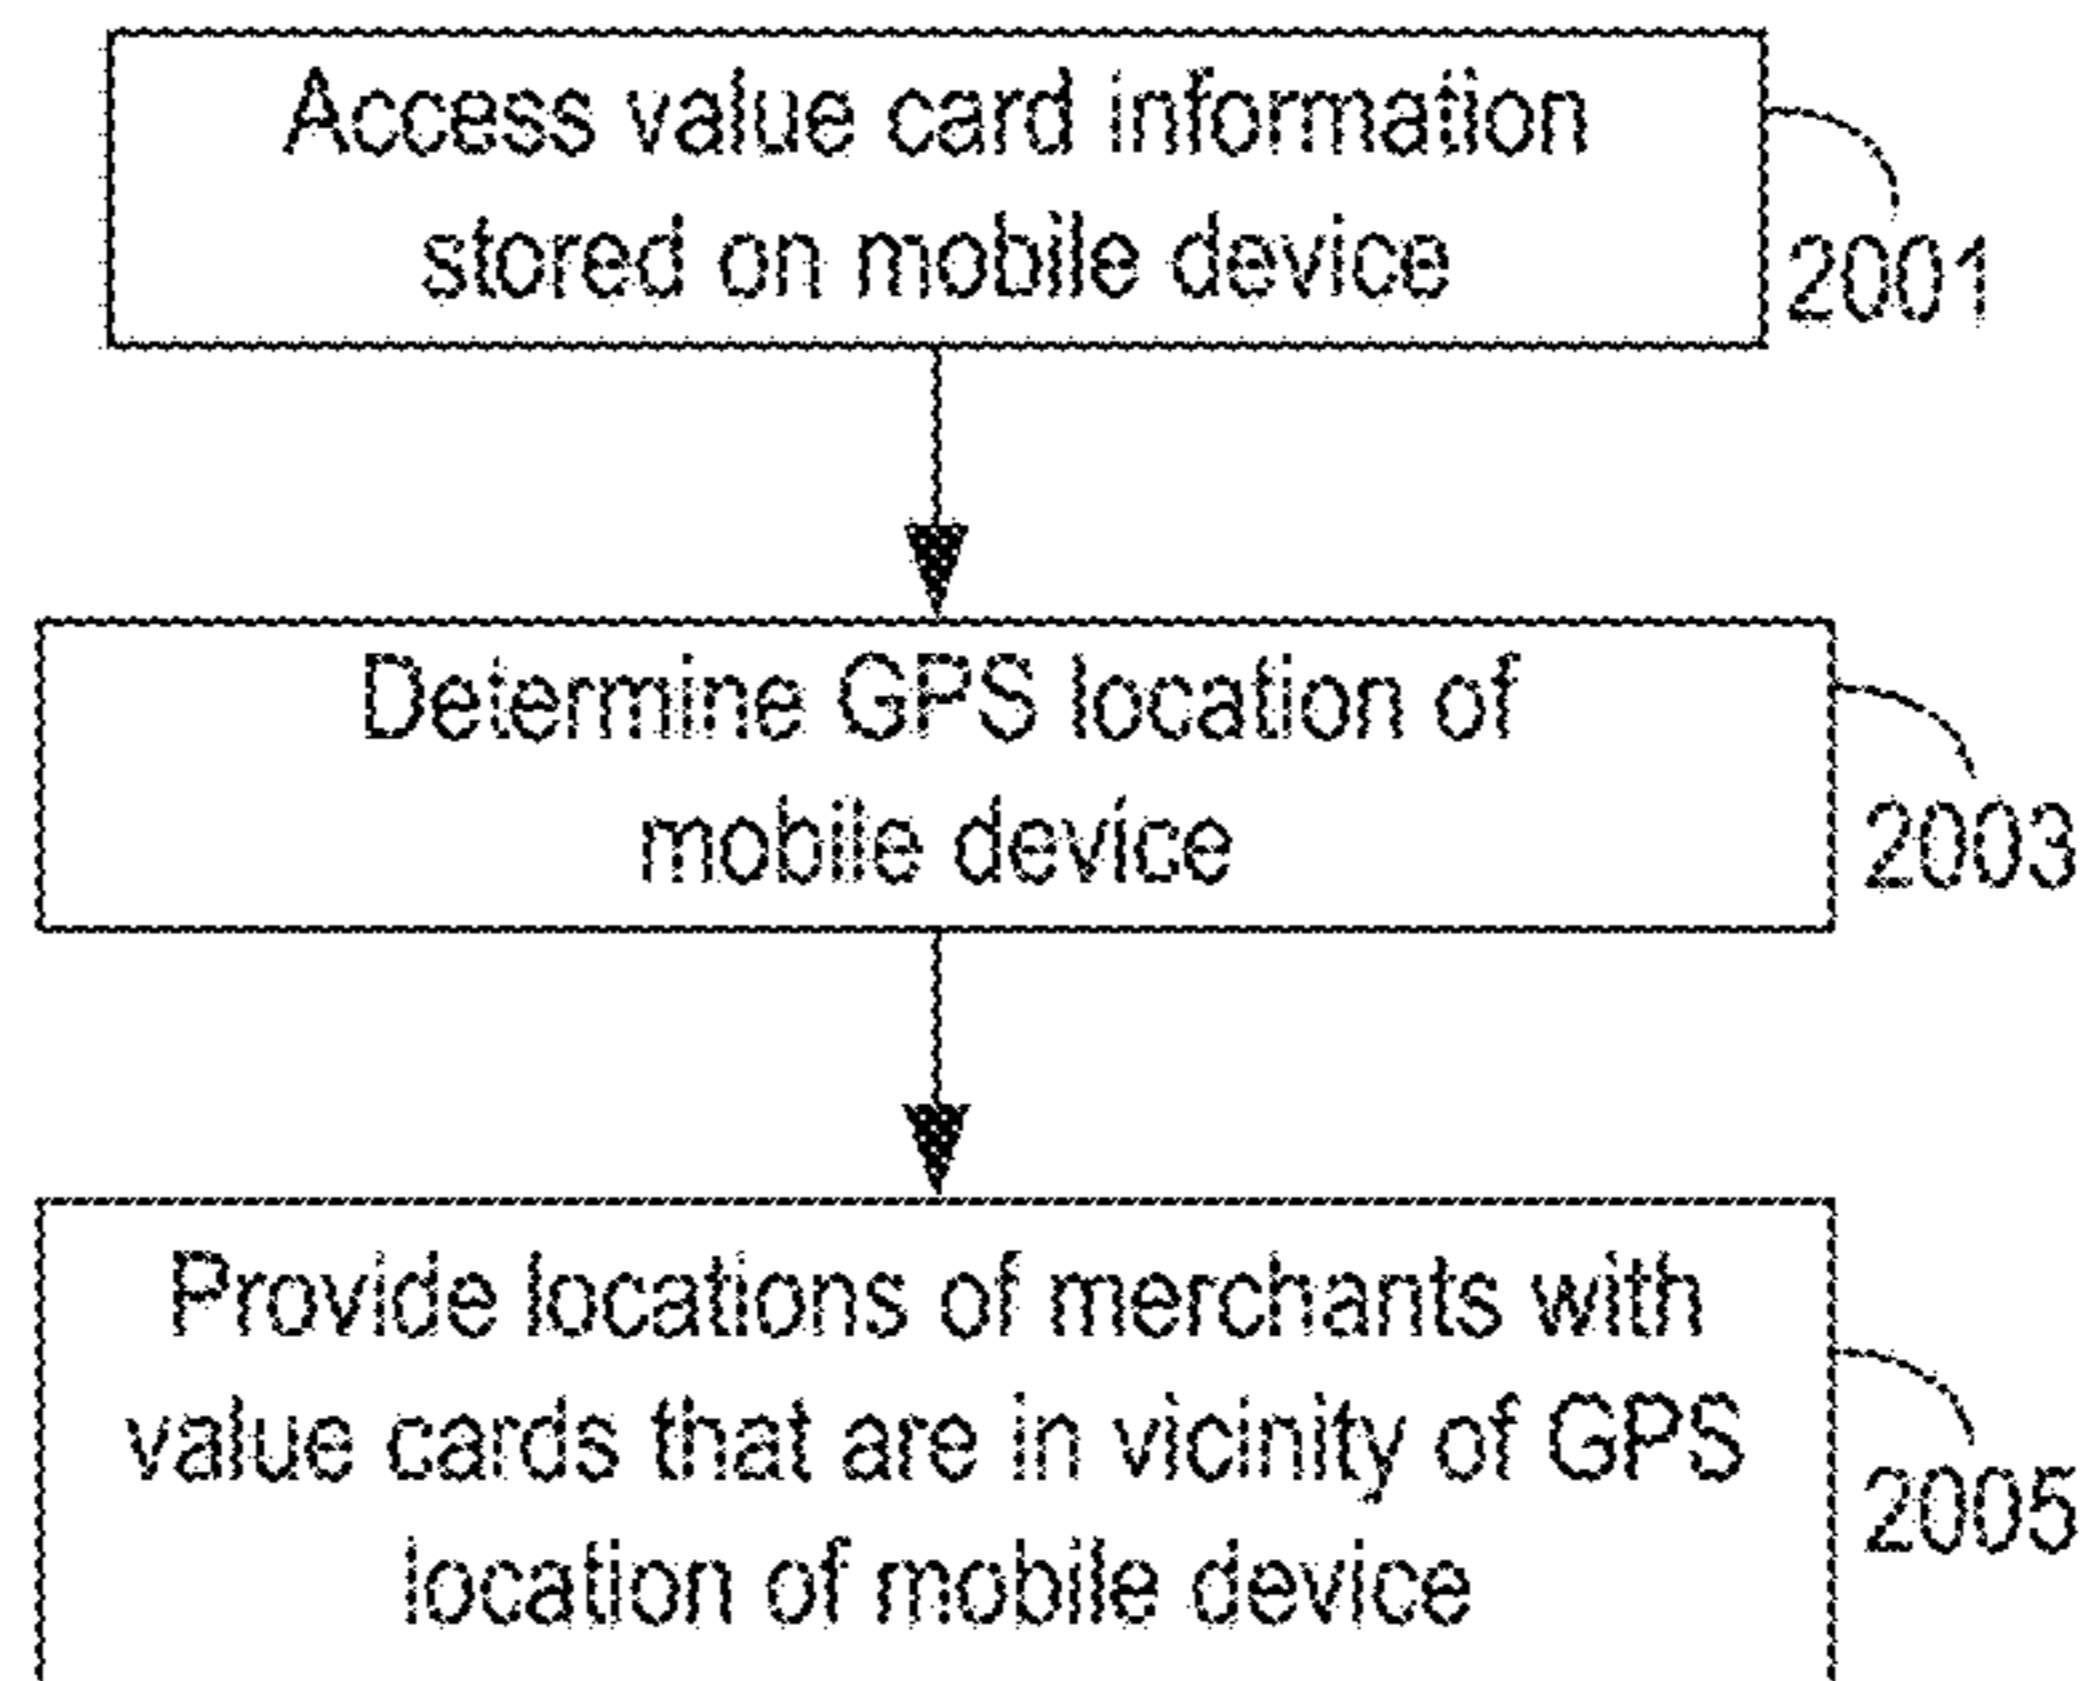 Access value card information
stored on mobile device
2001
Determine GPS location of
mobile device
2003
Provide locations of merchants with
value cards that are in vicinity of GPS
location of mobile device
2005